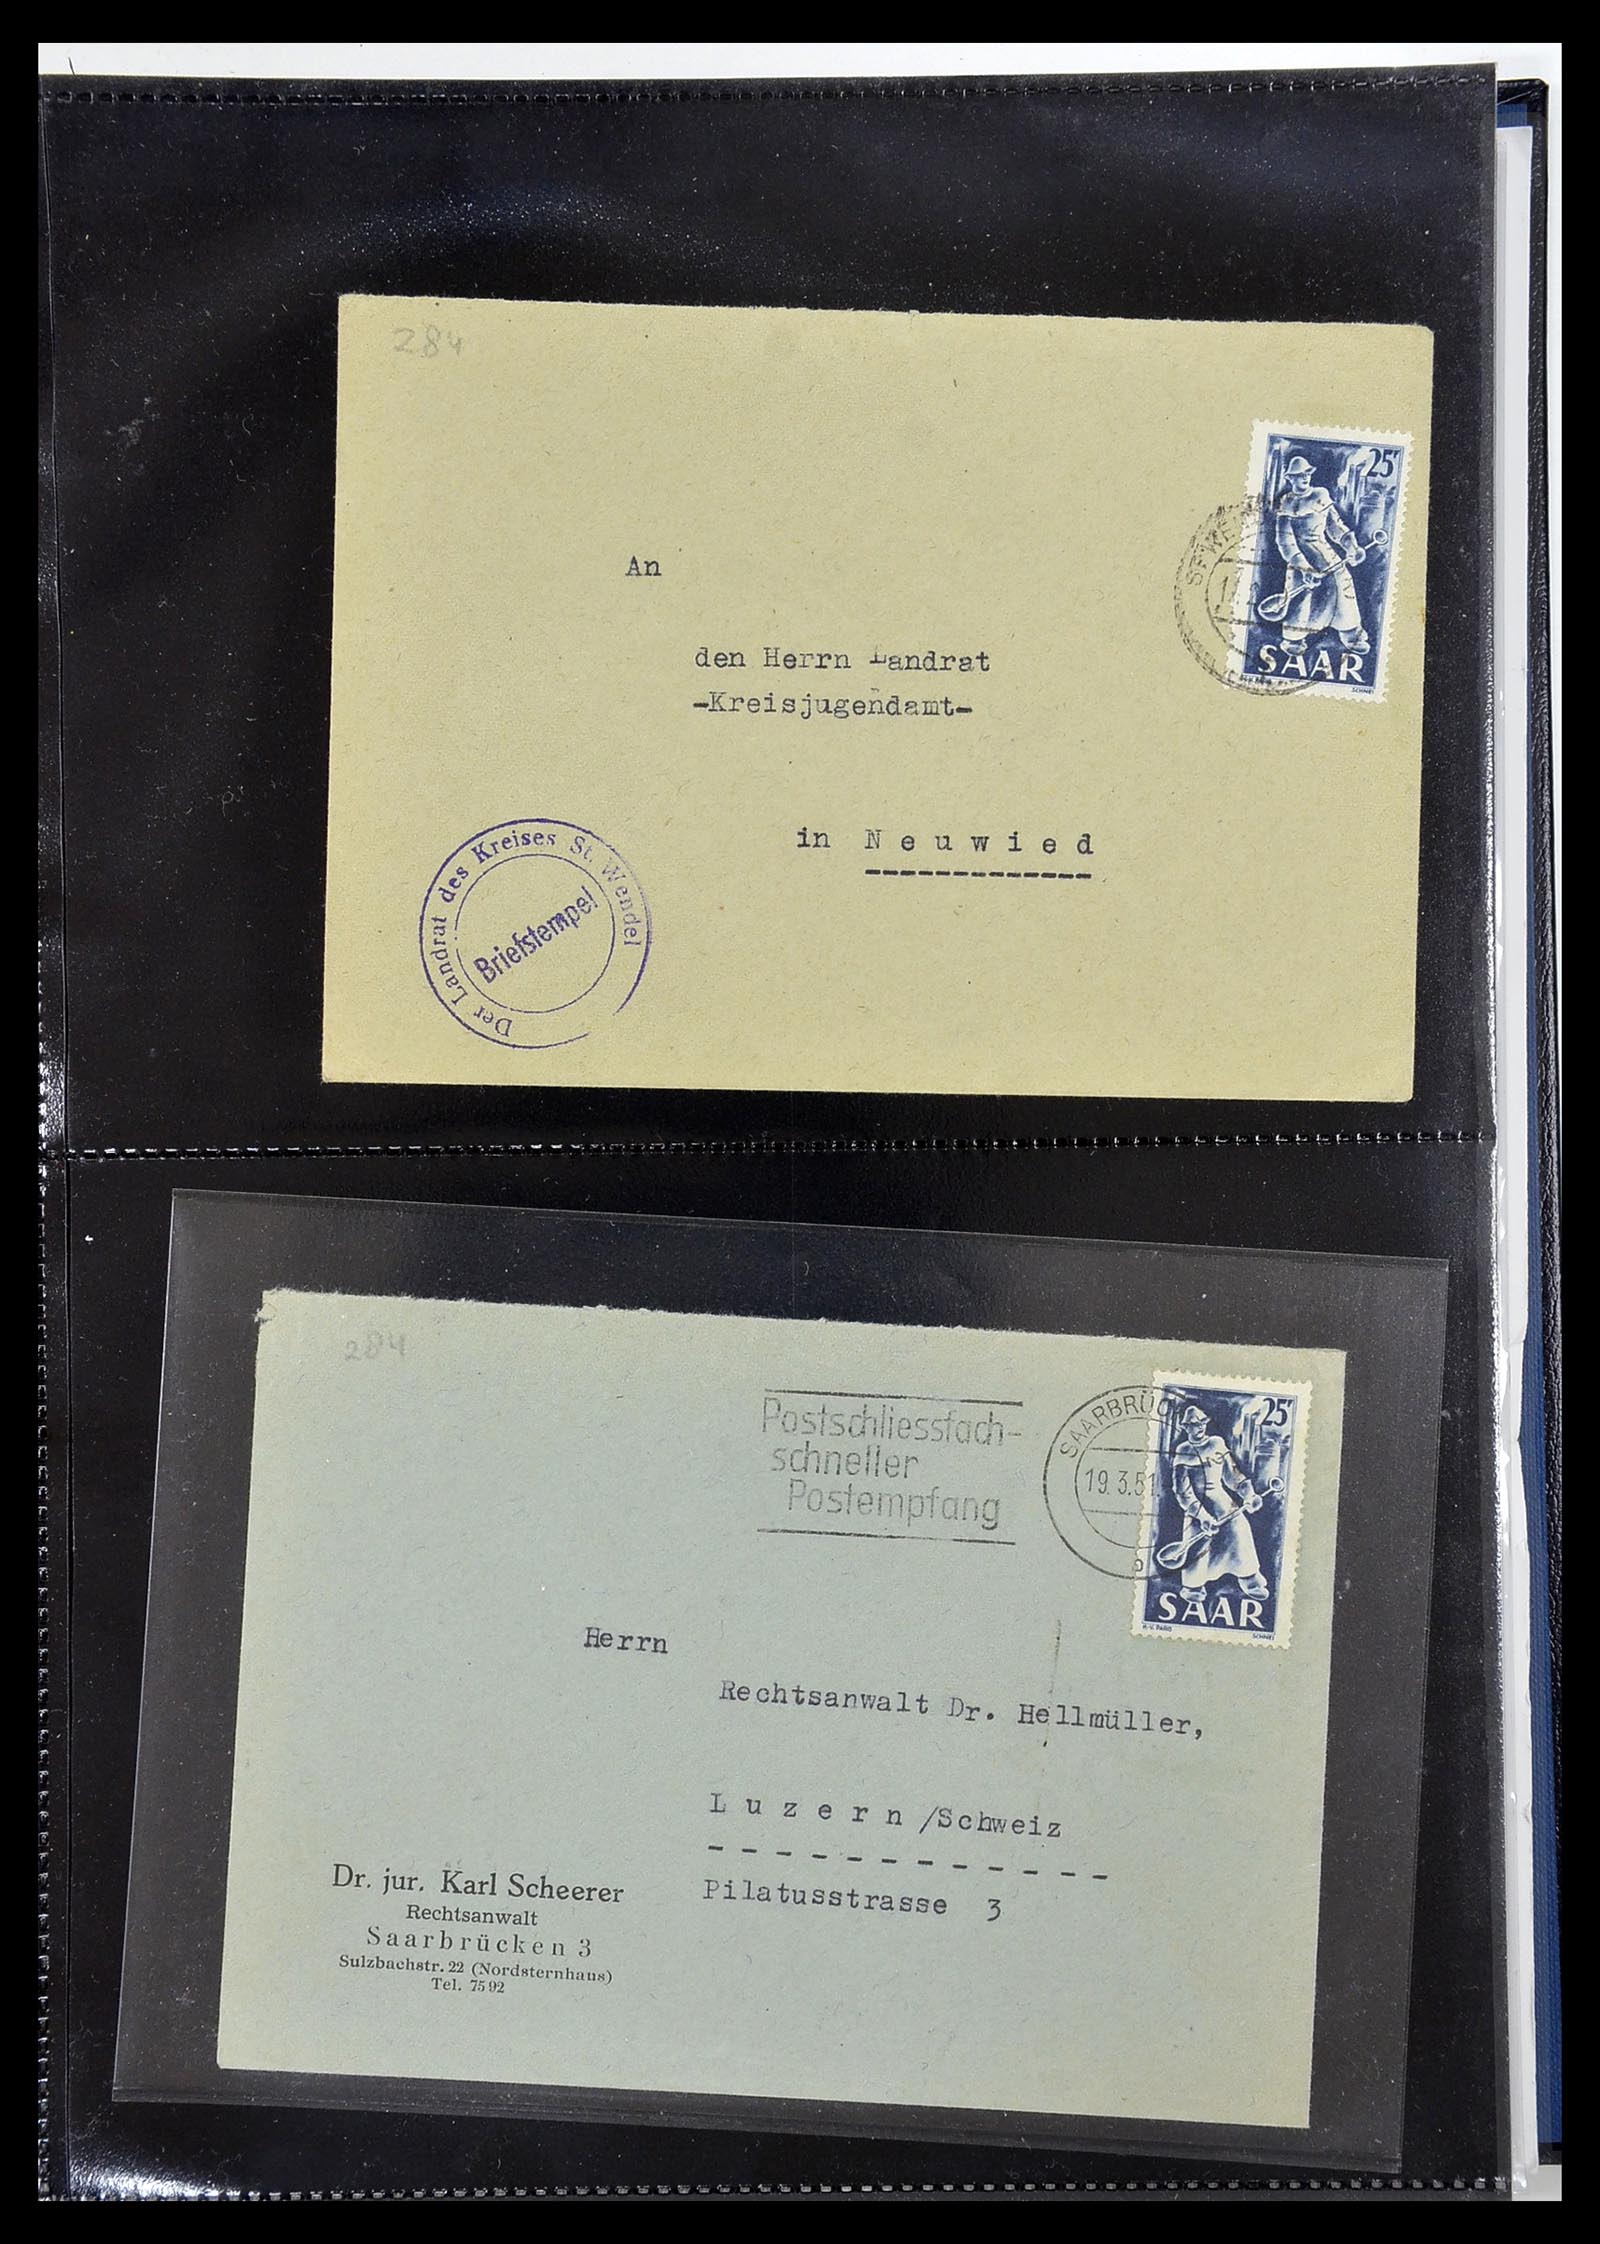 284
25F
SAAR
An
den Herrn Landrat
-Kreisjugendamt-
in Neuwied
Der Landrat des Kreises St. Wendel
Briefstempel
284
Postschliessfach-
schneller
Postempfang
19.3.51
25F
SAAR
Herrn
Rechtsanwalt Dr. Hellmüller,
Luzern/Schweiz
Pilatusstrasse 3
Dr. jur. Karl Scheerer
Rechtsanwalt
Saarbrücken 3
Sulzbachstr. 22 (Nordsternhaus)
Tel. 7592